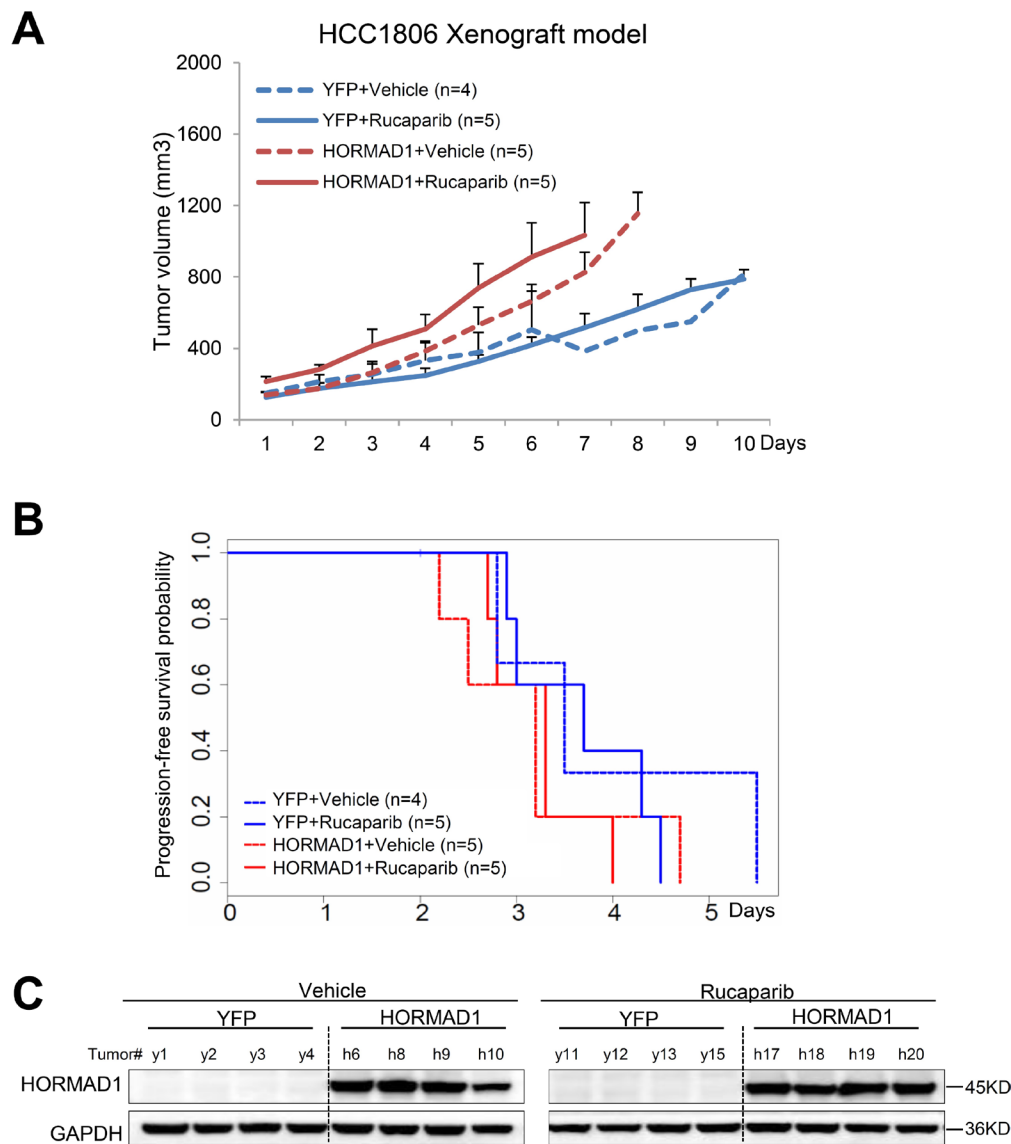 A
HCC1806 Xenograft model
Tumor volume (mm3)
2000
1600
1200
800
400
0
YFP+Vehicle (n=4)
YFP+Rucaparib (n=5)
HORMAD1+Vehicle (n=5)
HORMAD1+Rucaparib (n=5)
1 2 3 4 5 6 7 8 9 10 Days
B
Progression-free survival probability
1.0
0.8
0.6
0.4
0.2
0.0
YFP+Vehicle (n=4)
YFP+Rucaparib (n=5)
HORMAD1+Vehicle (n=5)
HORMAD1+Rucaparib (n=5)
0 1 2 3 4 5 Days
C
Vehicle Rucaparib
YFP HORMAD1 YFP HORMAD1
Tumor# y1 y2 y3 y4 h6 h8 h9 h10 y11 y12 y13 y15 h17 h18 h19 h20
HORMAD1 45KD
GAPDH 36KD